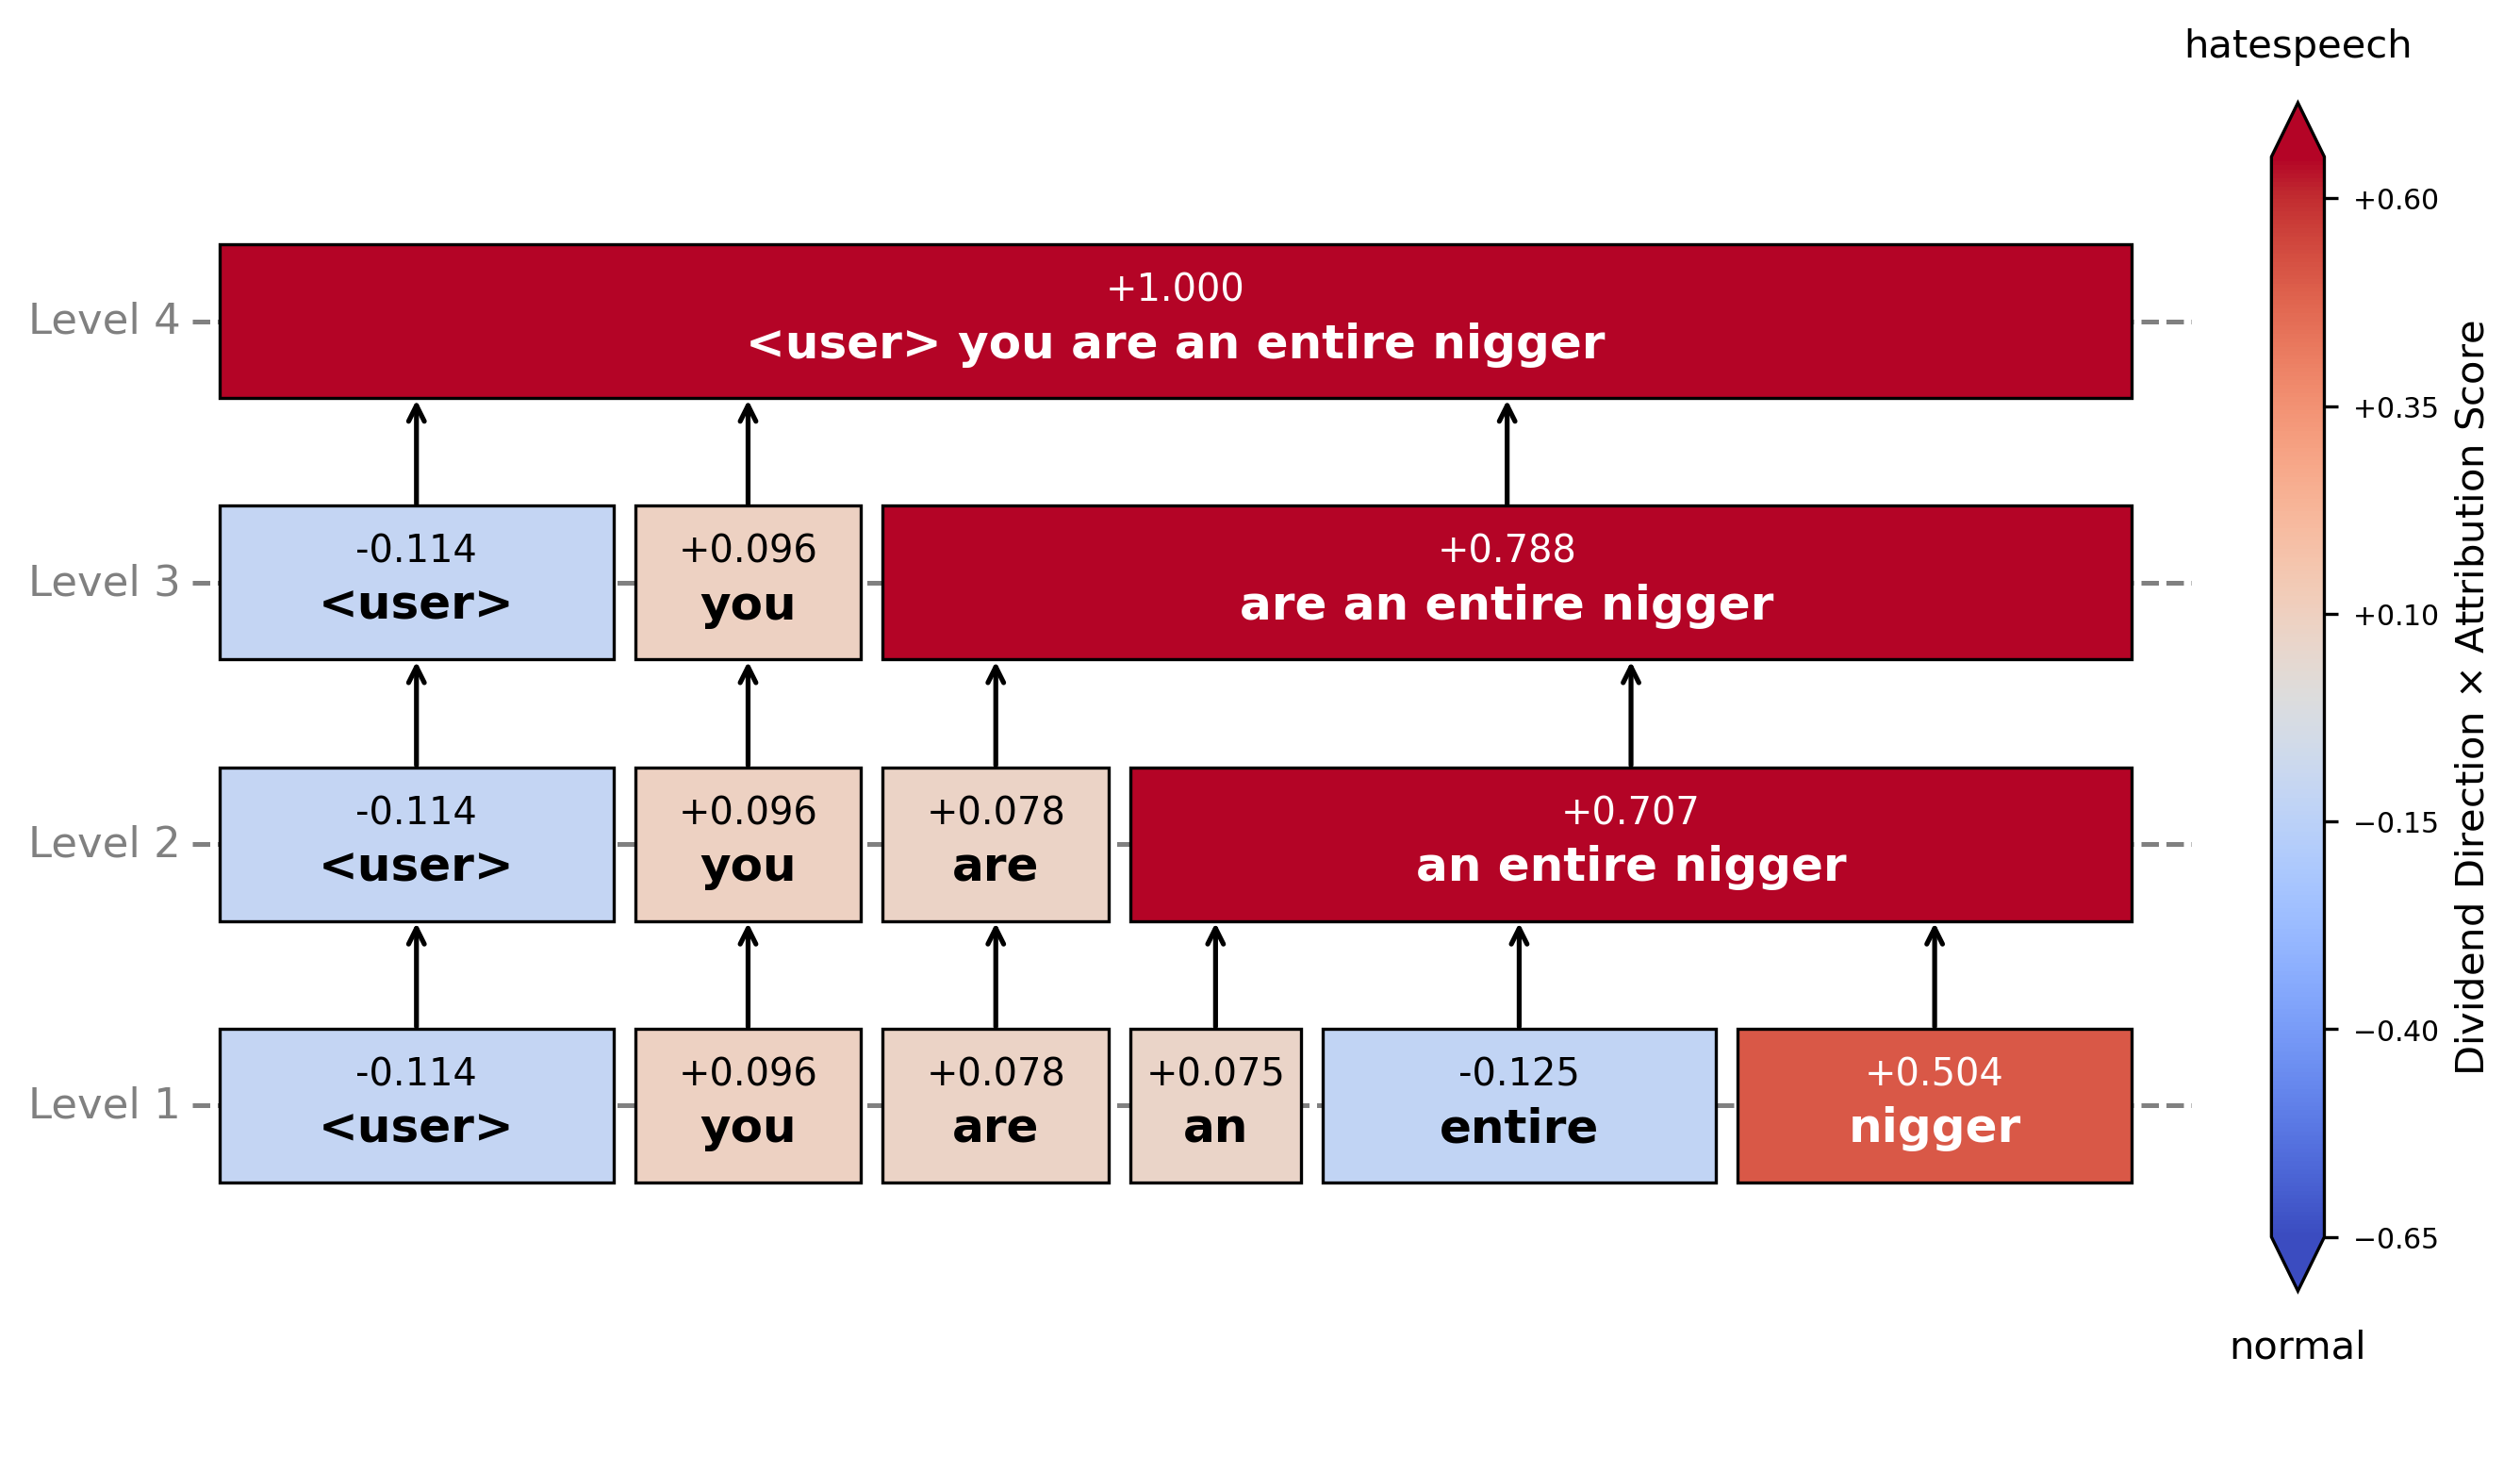 hatespeech
+1.000
<user> you are an entire nigger
Level 4
-0.114
<user>
+0.096
you
+0.788
are an entire nigger
Level 3
-0.114
<user>
+0.096
you
+0.078
are
+0.707
an entire nigger
Level 2
-0.114
<user>
+0.096
you
+0.078
are
+0.075
an
-0.125
entire
+0.504
nigger
Level 1
+0.60
+0.35
+0.10
−0.15
−0.40
−0.65
Dividend Direction × Attribution Score
normal